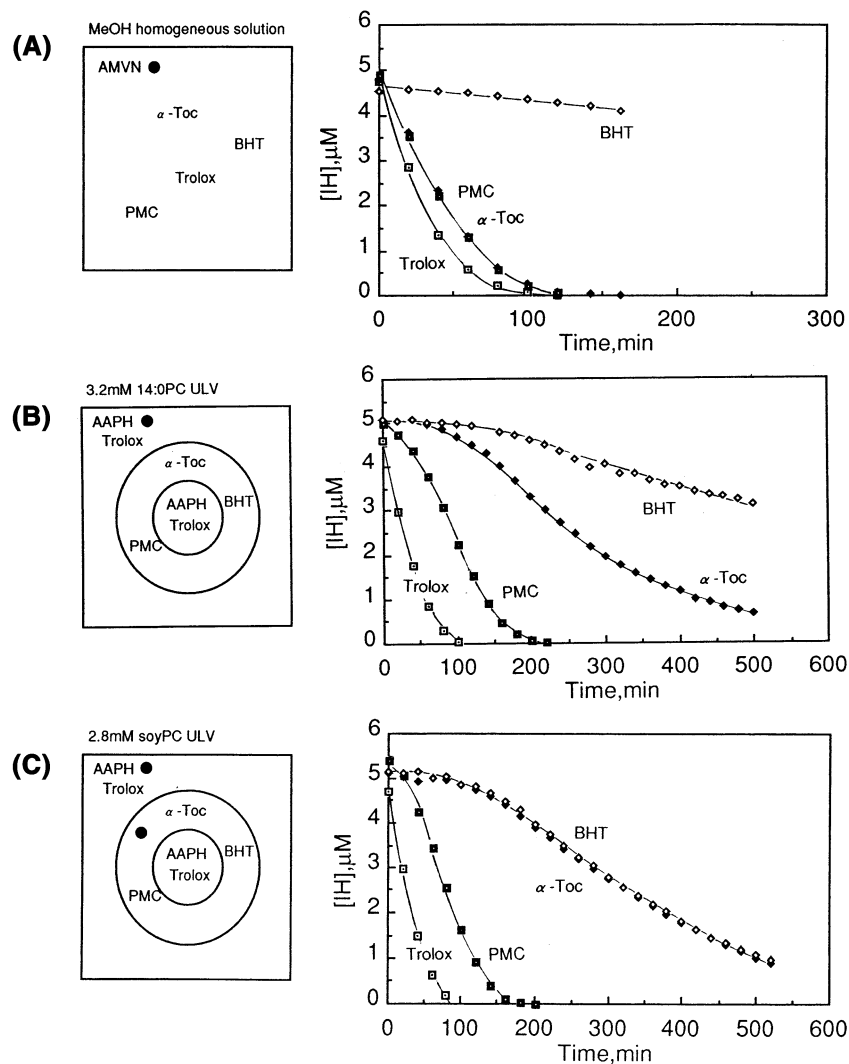 (A)
MeOH homogeneous solution
AMVN
α-Toc
BHT
Trolox
PMC
[IH],μM
6
5
4
3
2
1
0
BHT
PMC
α-Toc
Trolox
0 100 200 300
Time,min
(B)
3.2mM 14:0PC ULV
AAPH
Trolox
α-Toc
AAPH
Trolox
BHT
PMC
[IH],μM
6
5
4
3
2
1
0
BHT
α-Toc
Trolox
PMC
0 100 200 300 400 500 600
Time,min
(C)
2.8mM soyPC ULV
AAPH
Trolox
α-Toc
AAPH
Trolox
BHT
PMC
[IH],μM
6
5
4
3
2
1
0
BHT
α-Toc
Trolox
PMC
0 100 200 300 400 500 600
Time,min